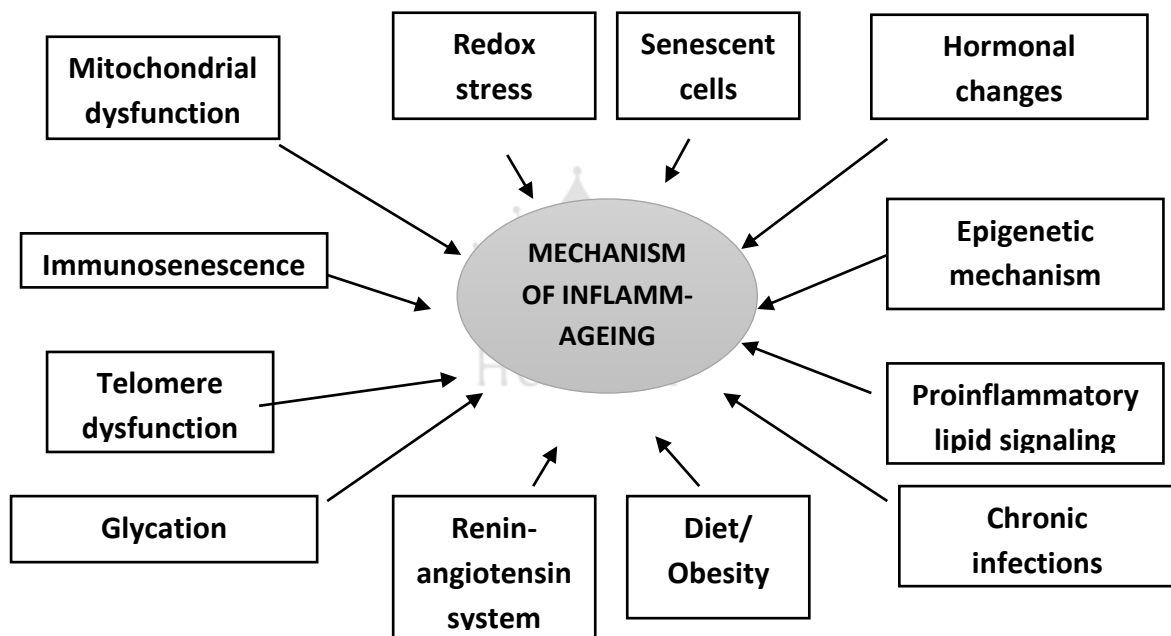 Mitochondrial
dysfunction
Redox
stress
Senescent
cells
Hormonal
changes
Immunosenescence
MECHANISM
OF INFLAMM-
AGEING
Epigenetic
mechanism
Telomere
dysfunction
Proinflammatory
lipid signaling
Glycation
Renin-
angiotensin
system
Diet/
Obesity
Chronic
infections